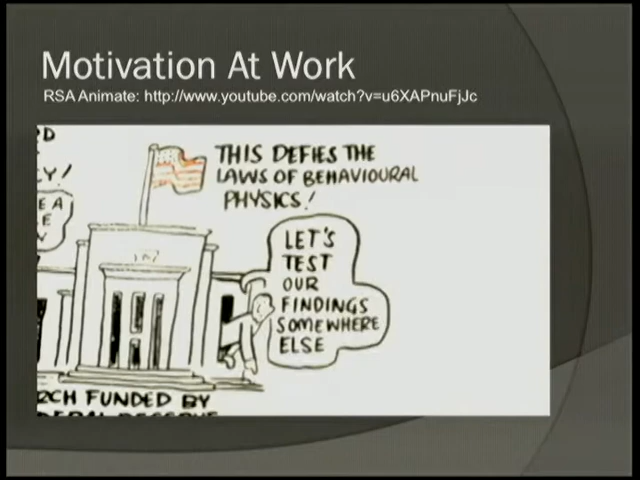 Motivation At Work
RSA Animate: http://www.youtube.com/watch?v=u6XAPnuFjJc
THIS DEFIES THE
LAWS OF BEHAVIOURAL
PHYSICS!
LET'S
TEST
OUR
FINDINGS
SOMEWHERE
ELSE
FUNDED BY